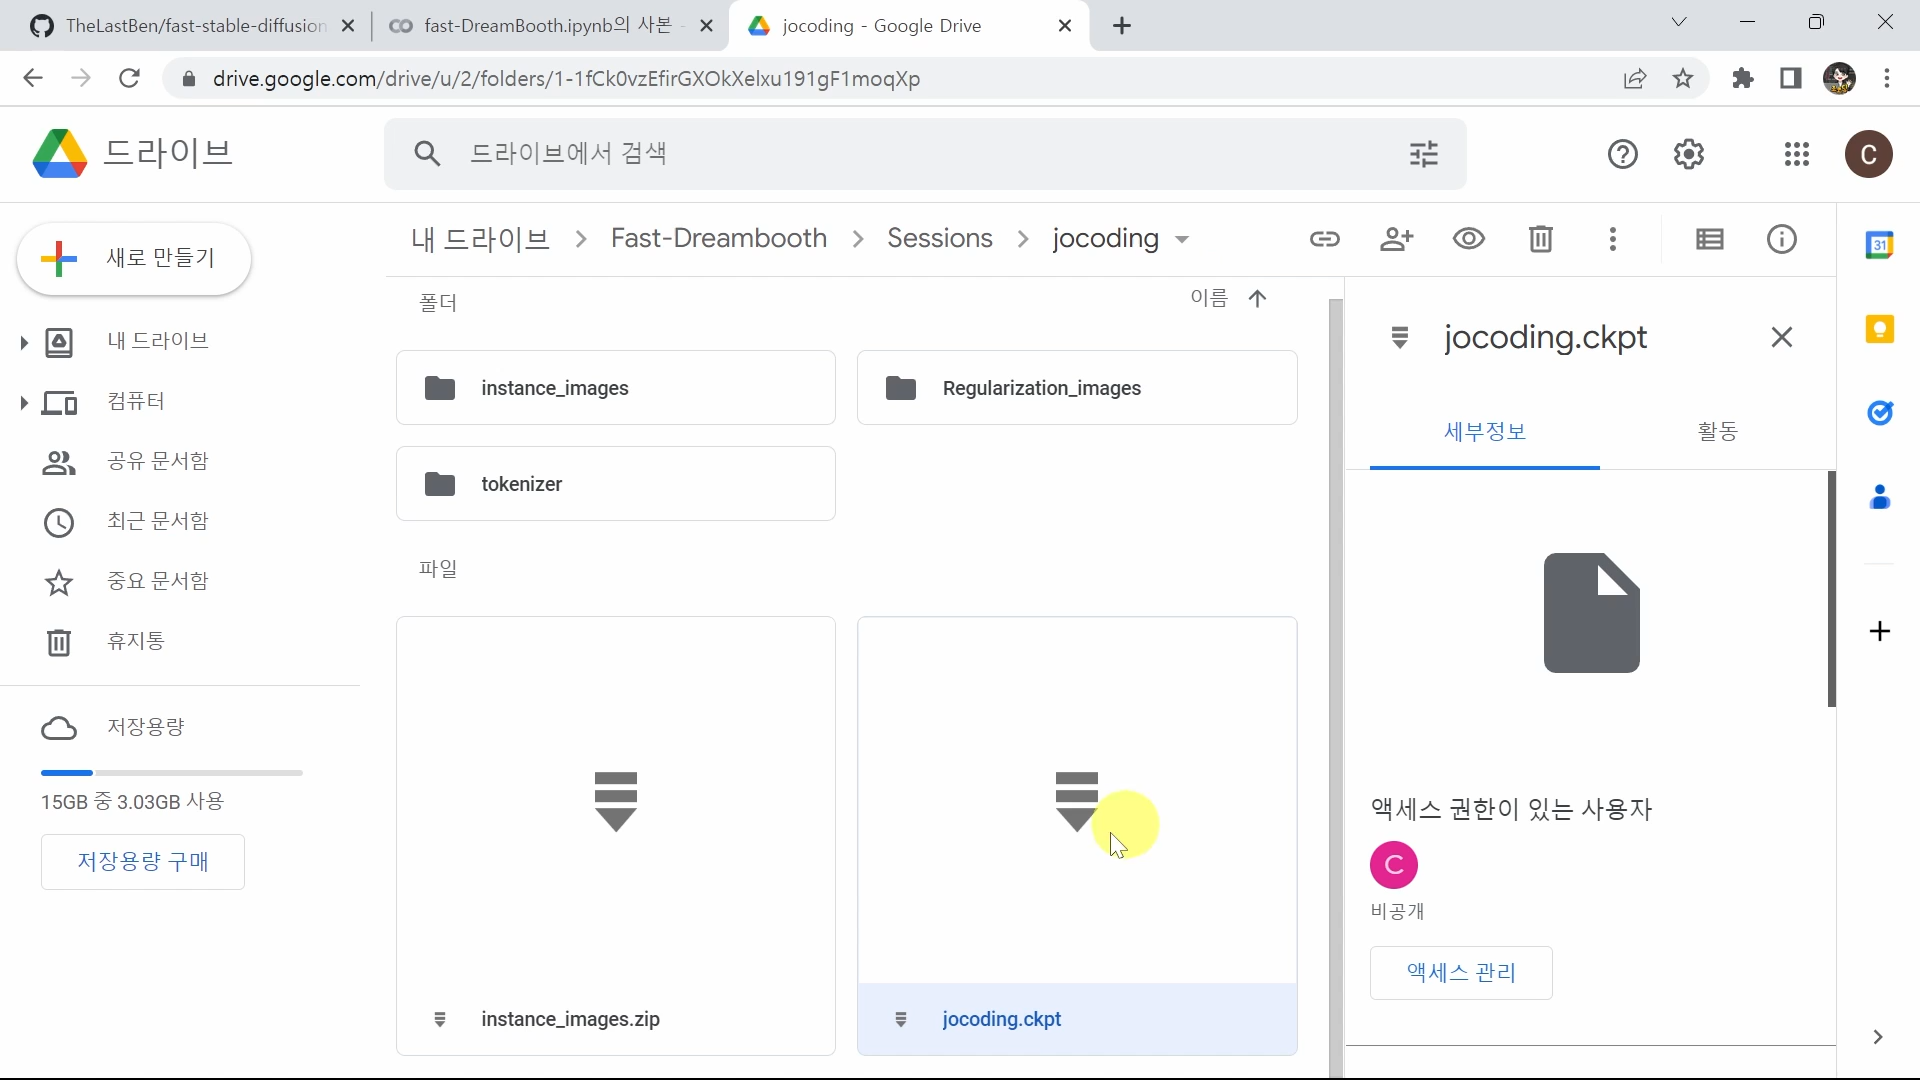 TheLastBen/fast-stable-diffusion
fast-DreamBooth.ipynb의 사본 -
jocoding - Google Drive
drive.google.com/drive/u/2/folders/1-1fCk0vzEfirGXOkXelxu191gF1moqXp
드라이브
드라이브에서 검색
C
새로 만들기
내 드라이브
컴퓨터
공유 문서함
최근 문서함
중요 문서함
휴지통
저장용량
15GB 중 3.03GB 사용
저장용량 구매
내 드라이브 > Fast-Dreambooth > Sessions > jocoding
폴더
이름
instance_images
Regularization_images
tokenizer
파일
instance_images.zip
jocoding.ckpt
jocoding.ckpt
세부정보
활동
액세스 권한이 있는 사용자
C
비공개
액세스 관리
31